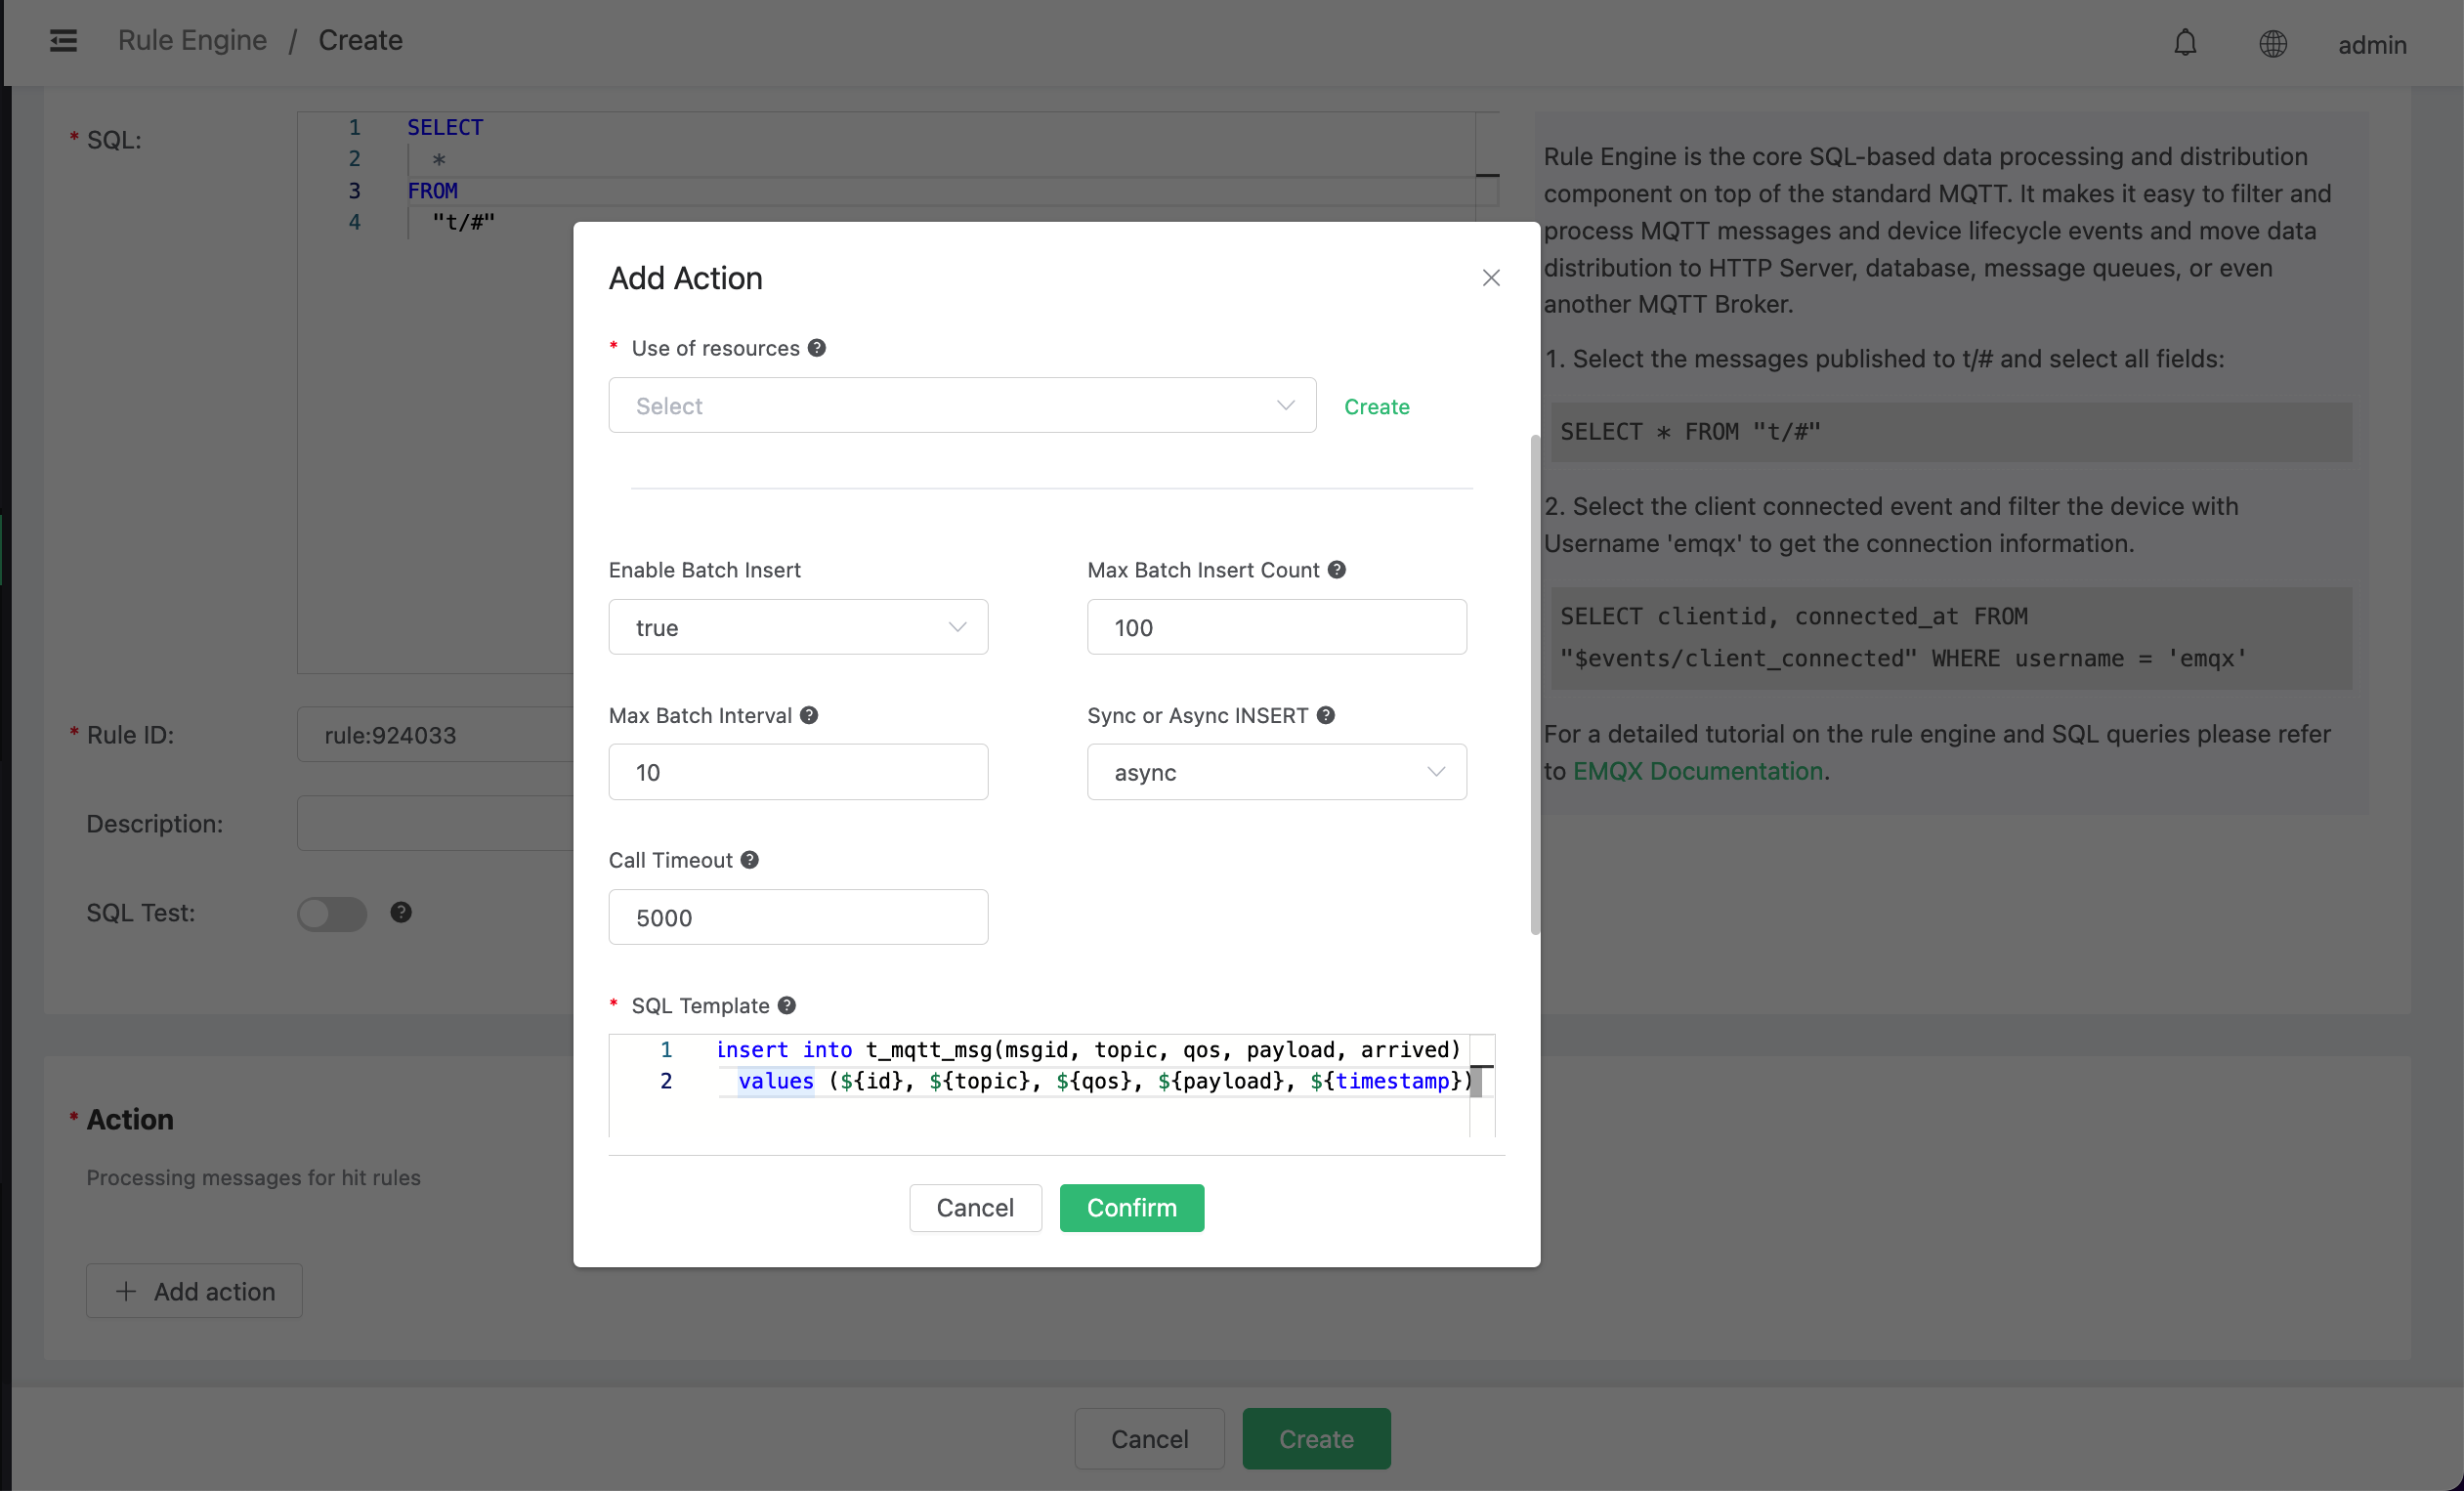 Rule Engine / Create
admin
* SQL:
1 SELECT
2 *
3 FROM
4 "t/#"
Rule Engine is the core SQL-based data processing and distribution
component on top of the standard MQTT. It makes it easy to filter and
process MQTT messages and device lifecycle events and move data
distribution to HTTP Server, database, message queues, or even
another MQTT Broker.
1. Select the messages published to t/# and select all fields:
SELECT * FROM "t/#"
2. Select the client connected event and filter the device with
Username 'emqx' to get the connection information.
SELECT clientid, connected_at FROM
"$events/client_connected" WHERE username = 'emqx'
For a detailed tutorial on the rule engine and SQL queries please refer
to EMQX Documentation.
* Rule ID:
rule:924033
Description:
SQL Test:
Add Action
* Use of resources
Select
Create
Enable Batch Insert
Max Batch Insert Count
true
100
Max Batch Interval
Sync or Async INSERT
10
async
Call Timeout
5000
* SQL Template
1 insert into t_mqtt_msg(msgid, topic, qos, payload, arrived)
2 values (${id}, ${topic}, ${qos}, ${payload}, ${timestamp})
Cancel
Confirm
* Action
Processing messages for hit rules
+ Add action
Cancel
Create